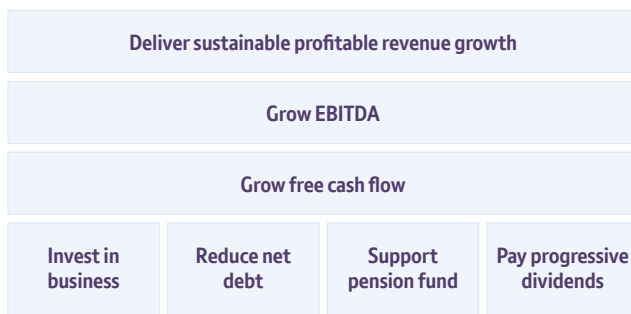 Deliver sustainable profitable revenue growth
Grow EBITDA
Grow free cash flow
Invest in
business
Reduce net
debt
Support
pension fund
Pay progressive
dividends